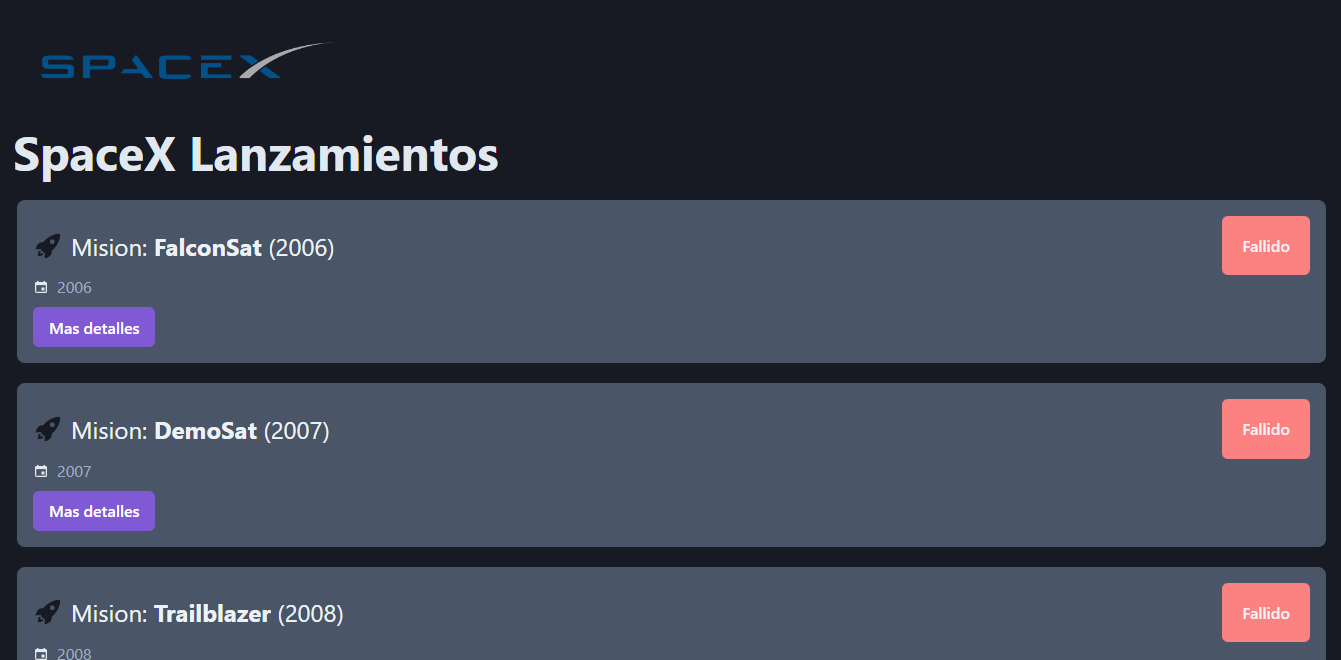 SPACEX
SpaceX Lanzamientos
Mision: FalconSat (2006)
Fallido
2006
Mas detalles
Mision: DemoSat (2007)
Fallido
2007
Mas detalles
Mision: Trailblazer (2008)
Fallido
2008